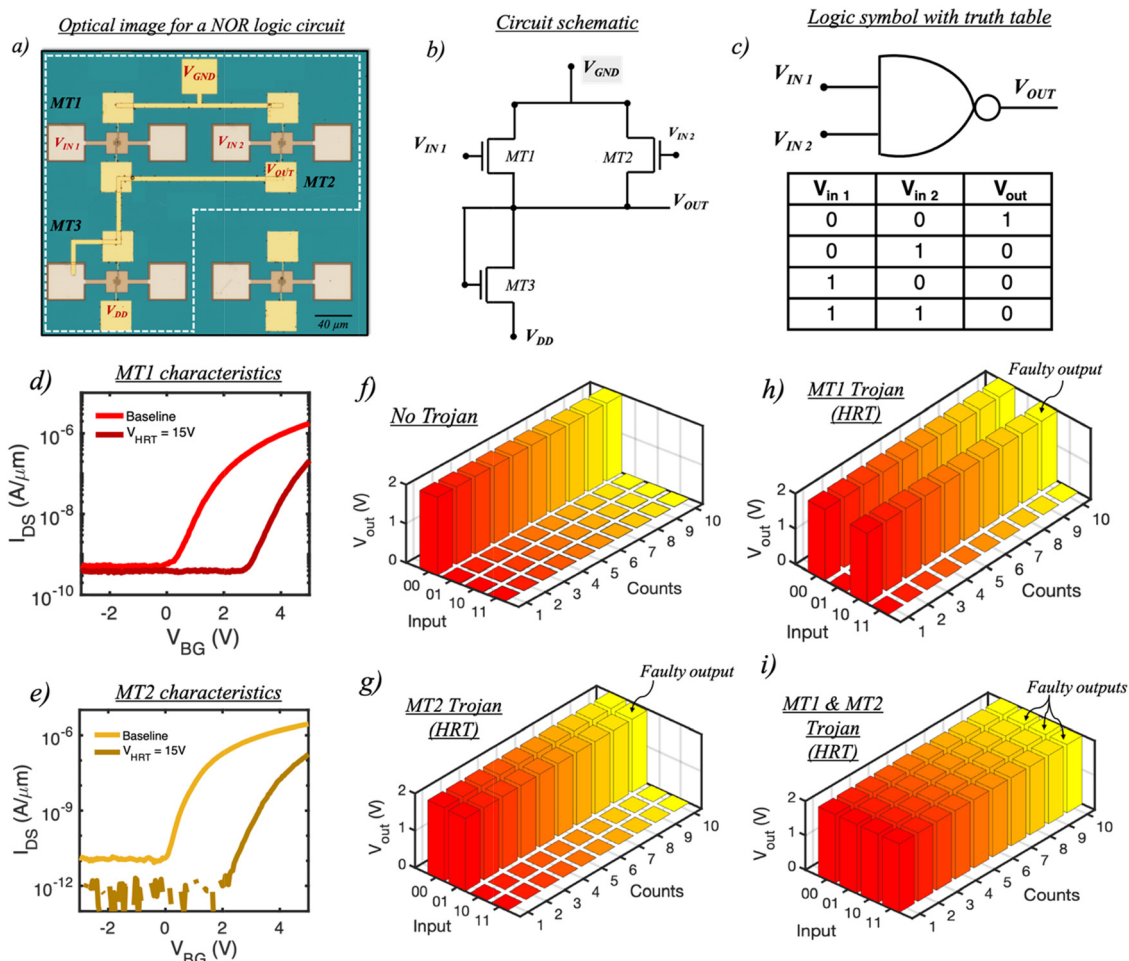 Optical image for a NOR logic circuit
a)
V_GND
MT1
V_IN 1
V_IN 2
V_OUT
MT2
MT3
V_DD
40 μm
Circuit schematic
b)
V_GND
V_IN 1
MT1
MT2
V_IN 2
V_OUT
MT3
V_DD
Logic symbol with truth table
c)
V_IN 1
V_IN 2
V_OUT
V_in 1 V_in 2 V_out
0 0 1
0 1 0
1 0 0
1 1 0
d)
MT1 characteristics
Baseline
V_HRT = 15V
10⁻⁶
10⁻⁸
10⁻¹⁰
I_DS (A/μm)
-2 0 2 4
V_BG (V)
e)
MT2 characteristics
Baseline
V_HRT = 15V
10⁻⁶
10⁻⁹
10⁻¹²
I_DS (A/μm)
-2 0 2 4
V_BG (V)
f)
No Trojan
V_out (V)
2
1
0
00 01 10 11
Input
1 2 3 4 5 6 7 8 9 10
Counts
g)
MT2 Trojan
(HRT)
Faulty output
V_out (V)
2
1
0
00 01 10 11
Input
1 2 3 4 5 6 7 8 9 10
Counts
h)
MT1 Trojan
(HRT)
Faulty output
V_out (V)
2
1
0
00 01 10 11
Input
1 2 3 4 5 6 7 8 9 10
Counts
i)
MT1 & MT2
Trojan
(HRT)
Faulty outputs
V_out (V)
2
1
0
00 01 10 11
Input
1 2 3 4 5 6 7 8 9 10
Counts